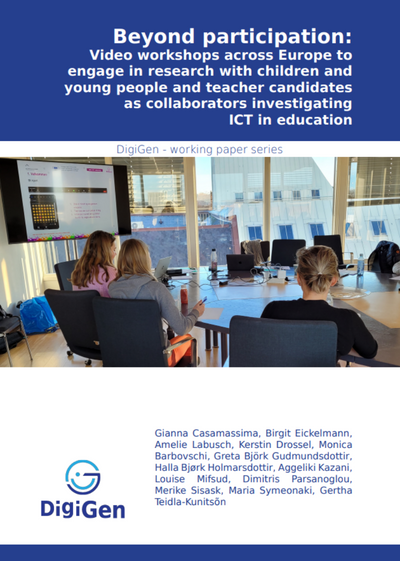 Beyond participation:
Video workshops across Europe to
engage in research with children and
young people and teacher candidates
as collaborators investigating
ICT in education
DigiGen - working paper series
Gianna Casamassima, Birgit Eickelmann,
Amelie Labusch, Kerstin Drossel, Monica
Barbovschi, Greta Björk Gudmundsdottir,
Halla Bjørk Holmarsdottir, Aggeliki Kazani,
Louise Mifsud, Dimitris Parsanoglou,
Merike Sisask, Maria Symeonaki, Gertha
Teidla-Kunitsõn
DigiGen